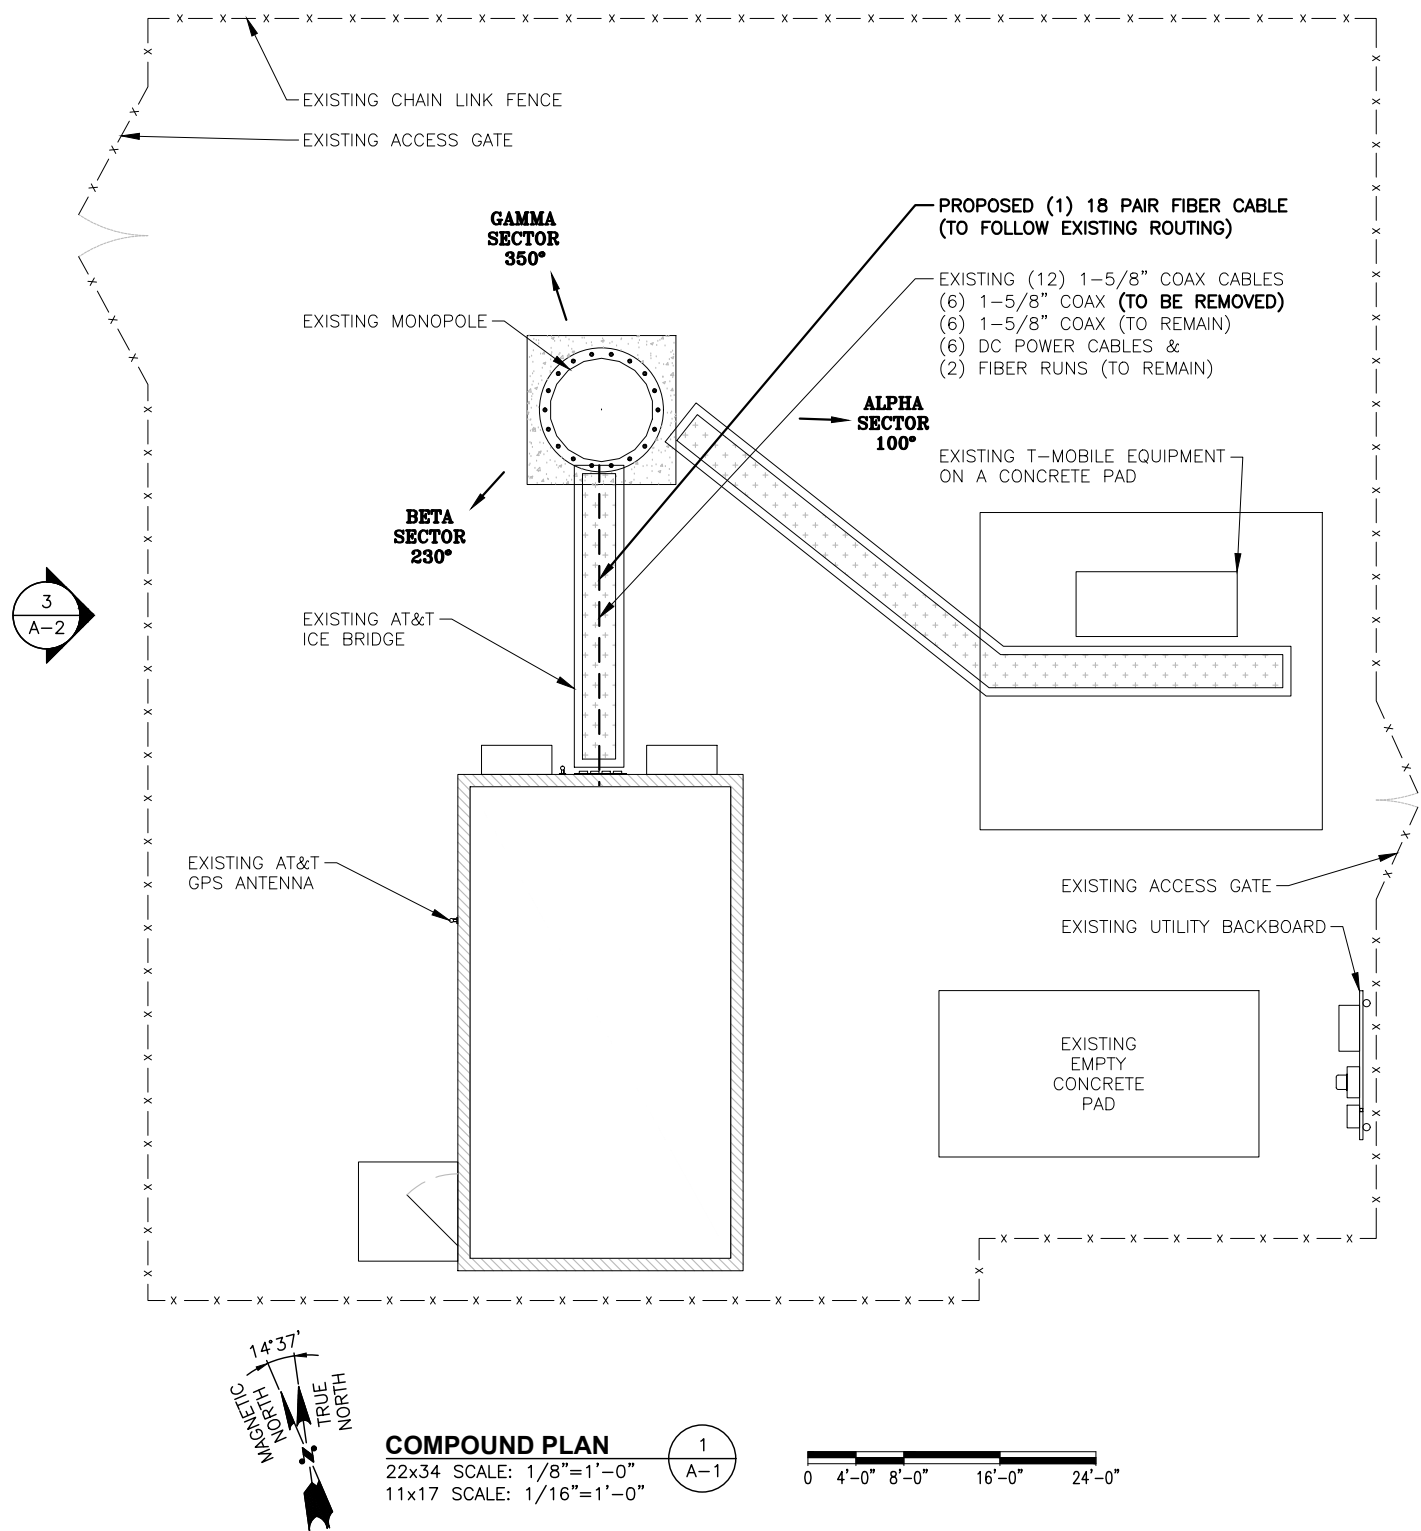 EXISTING CHAIN LINK FENCE
EXISTING ACCESS GATE
GAMMA
SECTOR
350°
PROPOSED (1) 18 PAIR FIBER CABLE
(TO FOLLOW EXISTING ROUTING)
EXISTING (12) 1-5/8" COAX CABLES
(6) 1-5/8" COAX (TO BE REMOVED)
(6) 1-5/8" COAX (TO REMAIN)
(6) DC POWER CABLES &
(2) FIBER RUNS (TO REMAIN)
EXISTING MONOPOLE
ALPHA
SECTOR
100°
EXISTING T-MOBILE EQUIPMENT
ON A CONCRETE PAD
BETA
SECTOR
230°
3
A-2
EXISTING AT&T
ICE BRIDGE
EXISTING AT&T
GPS ANTENNA
EXISTING ACCESS GATE
EXISTING UTILITY BACKBOARD
EXISTING
EMPTY
CONCRETE
PAD
14°37'
MAGNETIC
NORTH
TRUE
NORTH
N
COMPOUND PLAN
22x34 SCALE: 1/8"=1'-0"
11x17 SCALE: 1/16"=1'-0"
1
A-1
0 4'-0" 8'-0" 16'-0" 24'-0"